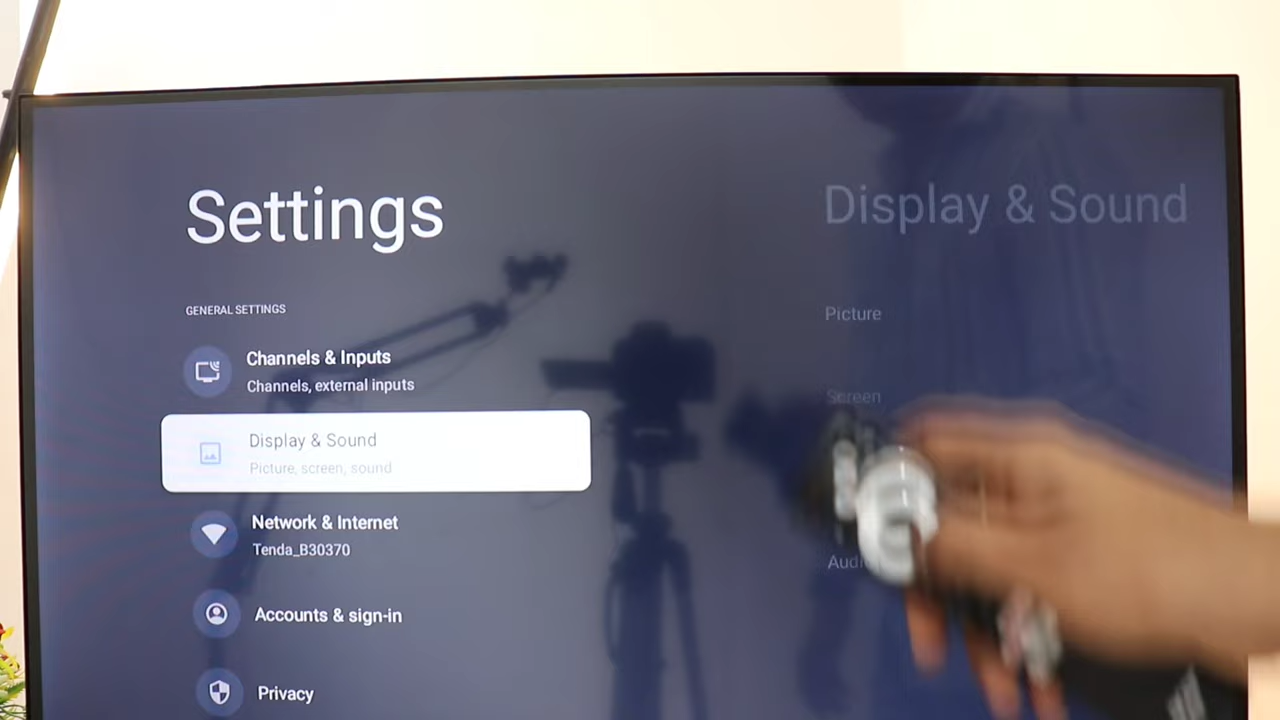 Settings
GENERAL SETTINGS
Channels & Inputs
Channels, external inputs
Display & Sound
Picture, screen, sound
Network & Internet
Tenda_B30370
Accounts & sign-in
Privacy
Display & Sound
Picture
Screen